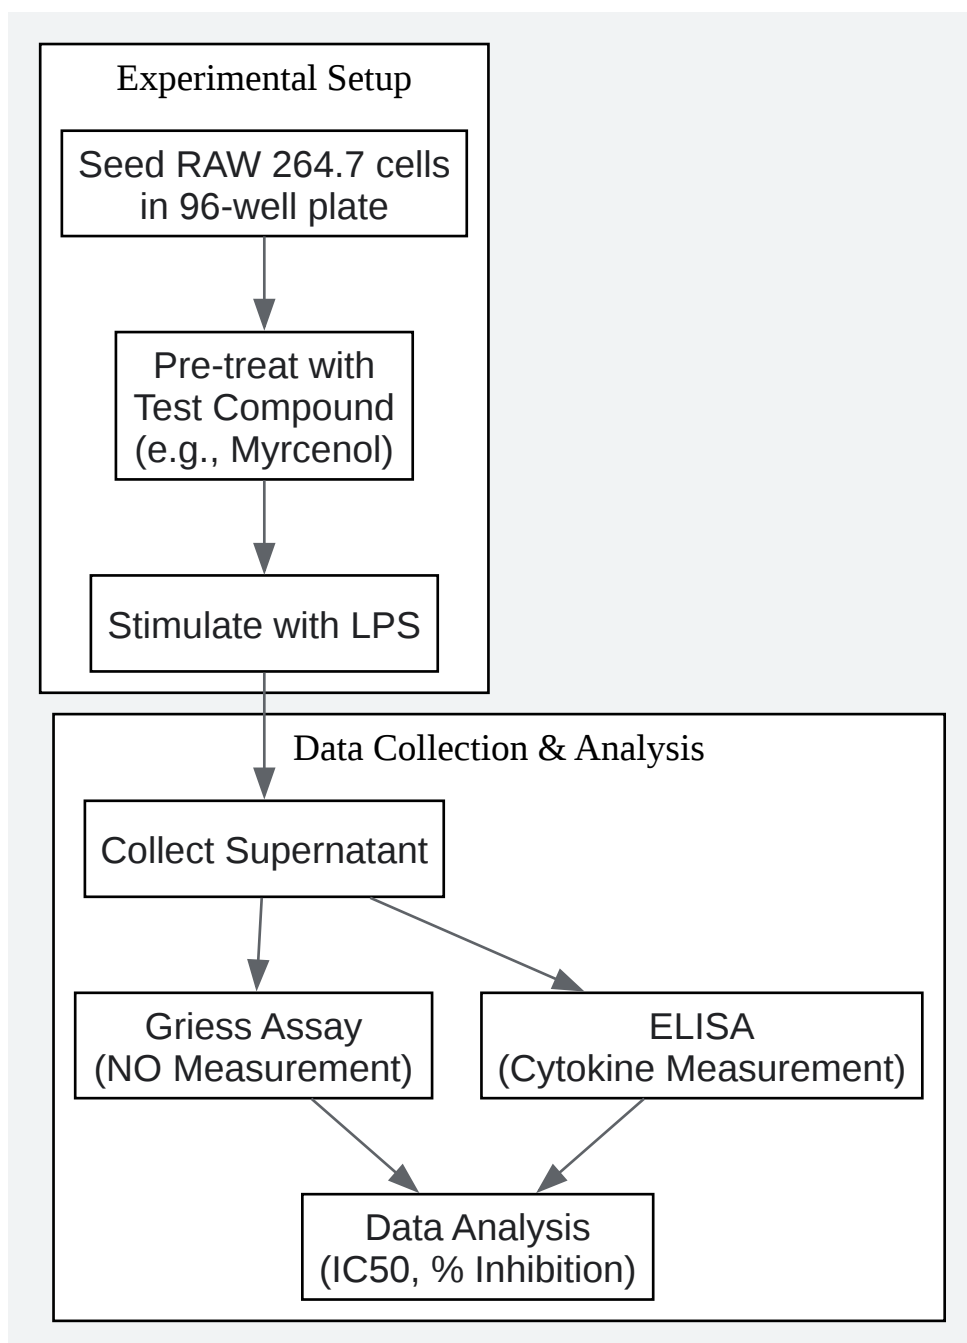 Experimental Setup
Seed RAW 264.7 cells
in 96-well plate
Pre-treat with
Test Compound
(e.g., Myrcenol)
Stimulate with LPS
Data Collection & Analysis
Collect Supernatant
Griess Assay
(NO Measurement)
ELISA
(Cytokine Measurement)
Data Analysis
(IC50, % Inhibition)